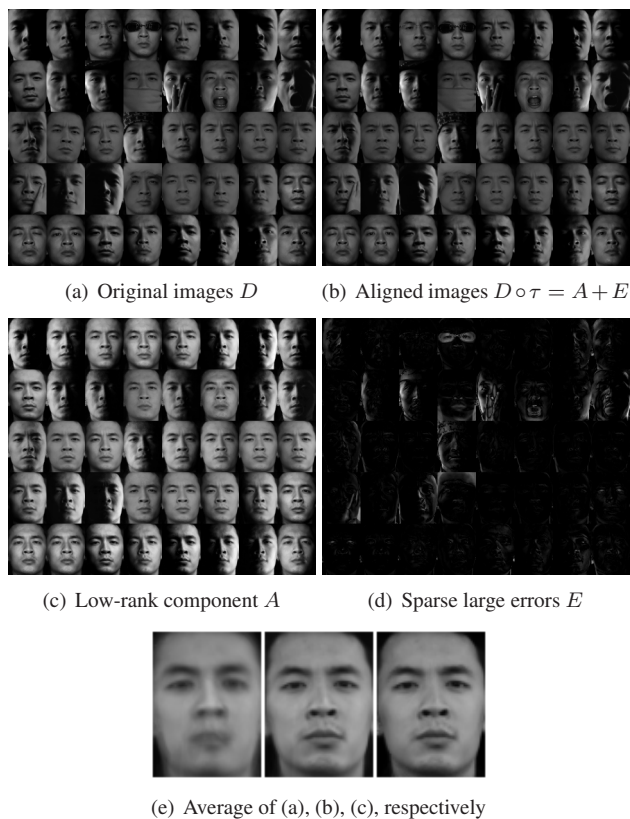 (a) Original images D
(b) Aligned images D ∘ τ = A + E
(c) Low-rank component A
(d) Sparse large errors E
(e) Average of (a), (b), (c), respectively